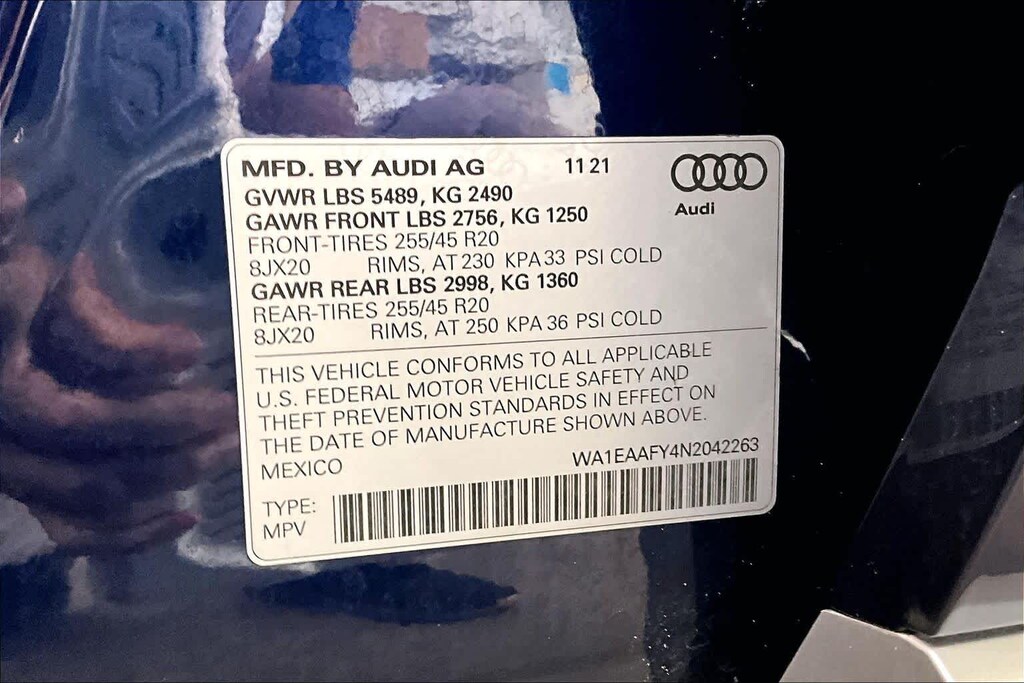 MFD. BY AUDI AG 11 21
Audi
GVWR LBS 5489, KG 2490
GAWR FRONT LBS 2756, KG 1250
FRONT-TIRES 255/45 R20
8JX20 RIMS, AT 230 KPA 33 PSI COLD
GAWR REAR LBS 2998, KG 1360
REAR-TIRES 255/45 R20
8JX20 RIMS, AT 250 KPA 36 PSI COLD
THIS VEHICLE CONFORMS TO ALL APPLICABLE
U.S. FEDERAL MOTOR VEHICLE SAFETY AND
THEFT PREVENTION STANDARDS IN EFFECT ON
THE DATE OF MANUFACTURE SHOWN ABOVE.
MEXICO WA1EAAFY4N2042263
TYPE:
MPV